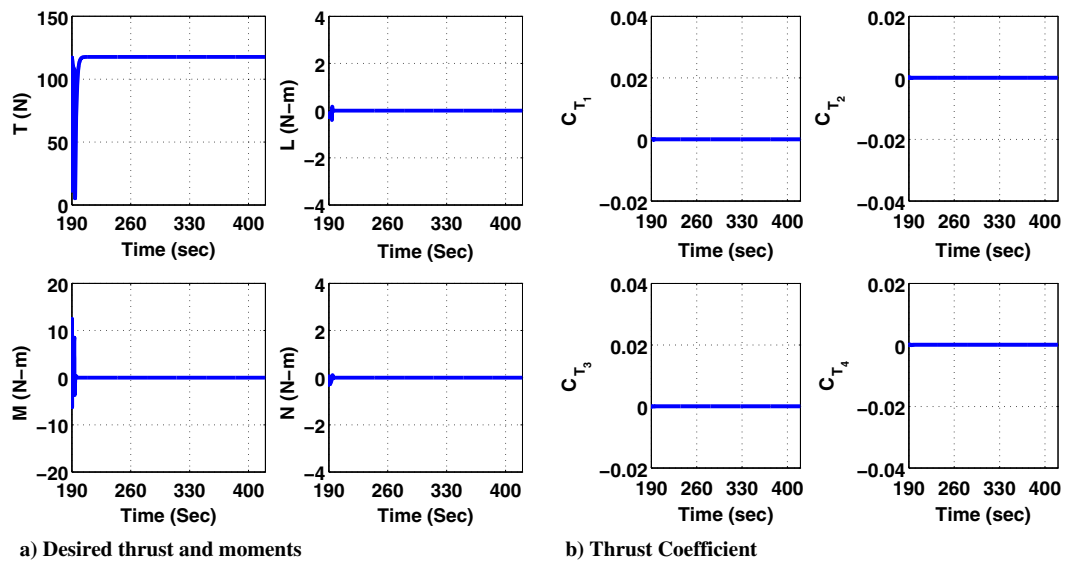 150
100
50
0
T (N)
190 260 330 400
Time (sec)
4
2
0
−2
−4
L (N−m)
190 260 330 400
Time (Sec)
0.04
0.02
0
−0.02
C_T_1
190 260 330 400
Time (sec)
0.02
0
−0.02
−0.04
C_T_2
190 260 330 400
Time (sec)
20
10
0
−10
−20
M (N−m)
190 260 330 400
Time (Sec)
4
2
0
−2
−4
N (N−m)
190 260 330 400
Time (Sec)
0.04
0.02
0
−0.02
C_T_3
190 260 330 400
Time (sec)
0.02
0
−0.02
−0.04
C_T_4
190 260 330 400
Time (sec)
a) Desired thrust and moments
b) Thrust Coefficient